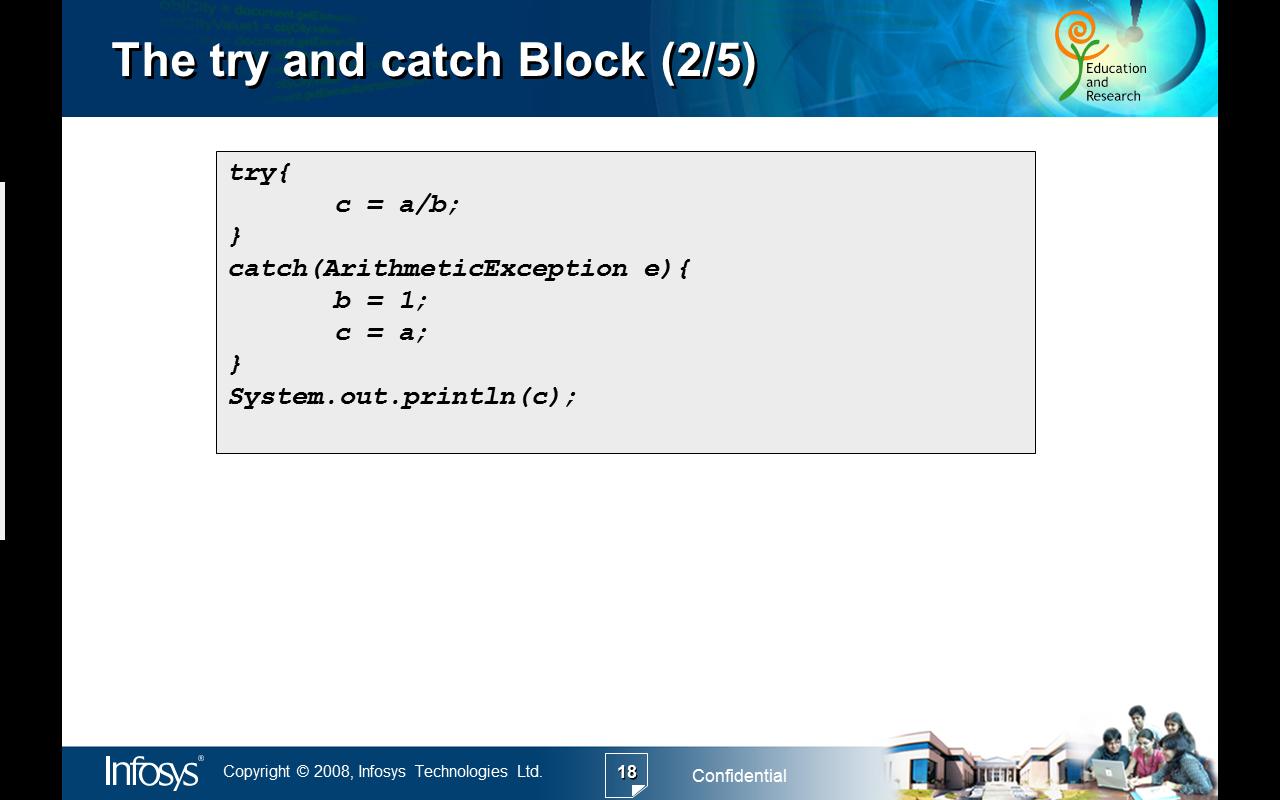 The try and catch Block (2/5)
Education
and
Research
try{
c = a/b;
}
catch(ArithmeticException e){
b = 1;
c = a;
}
System.out.println(c);
Infosys®
Copyright © 2008, Infosys Technologies Ltd.
18
Confidential